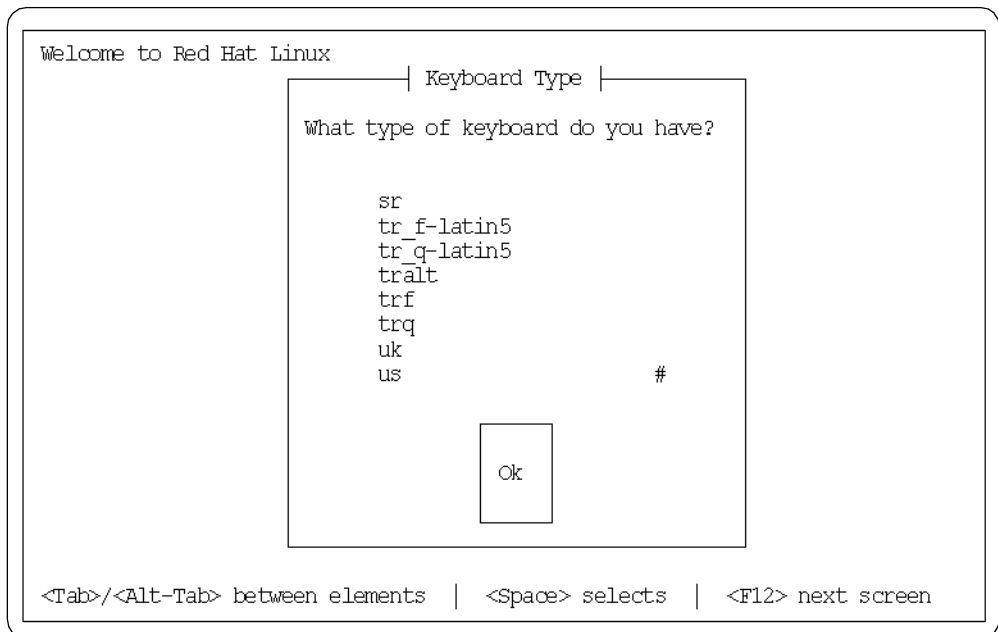 Welcome to Red Hat Linux
Keyboard Type
What type of keyboard do you have?
sr
tr_f-latin5
tr_q-latin5
tralt
trf
trq
uk
us #
Ok
<Tab>/<Alt-Tab> between elements | <Space> selects | <F12> next screen